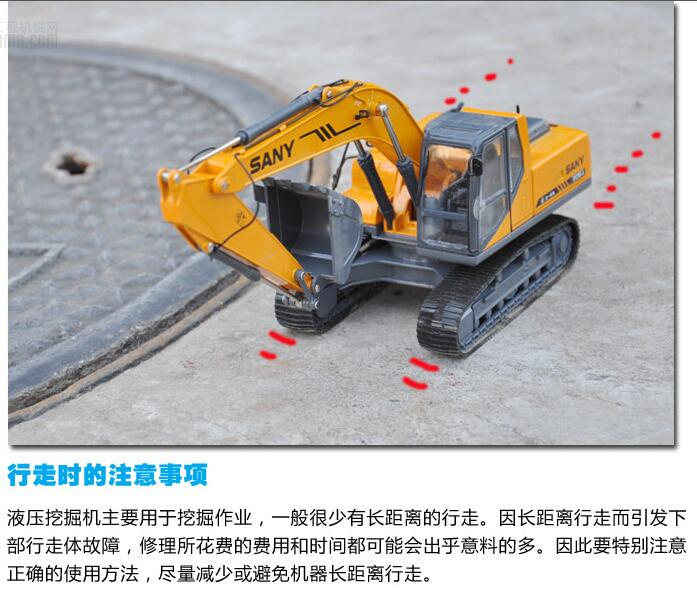 工程机械网
SANY
SANY
行走时的注意事项
液压挖掘机主要用于挖掘作业，一般很少有长距离的行走。因长距离行走而引发下
部行走体故障，修理所花费的费用和时间都可能会出乎意料的多。因此要特别注意
正确的使用方法，尽量减少或避免机器长距离行走。